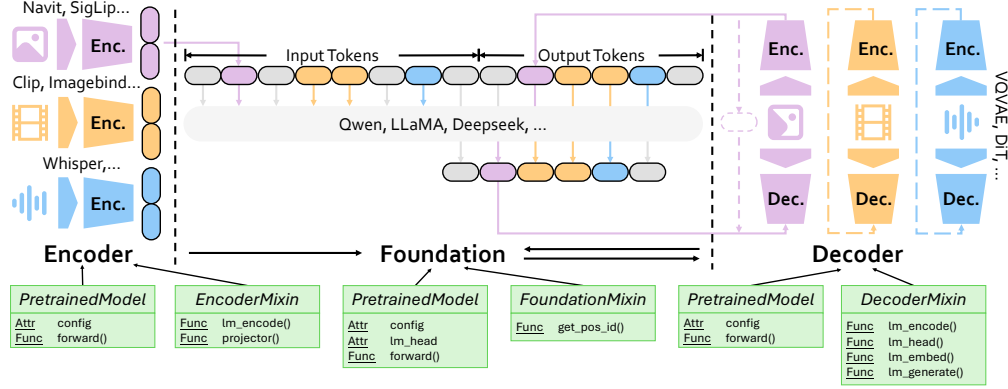 Navit, SigLip...
Enc.
Clip, Imagebind...
Enc.
Whisper,...
Enc.
Input Tokens
Output Tokens
Qwen, LLaMA, Deepseek, ...
Enc.
Enc.
Enc.
Dec.
Dec.
Dec.
VQVAE, DiT, ...
Encoder
Foundation
Decoder
PretrainedModel
Attr config
Func forward()
EncoderMixin
Func lm_encode()
Func projector()
PretrainedModel
Attr config
Attr lm_head
Func forward()
FoundationMixin
Func get_pos_id()
PretrainedModel
Attr config
Func forward()
DecoderMixin
Func lm_encode()
Func lm_head()
Func lm_embed()
Func lm_generate()